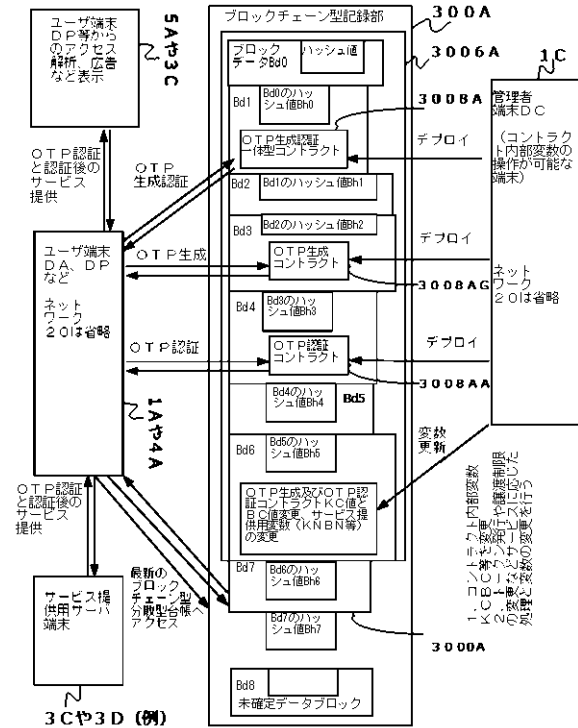 ブロックチェーン型記録部
300A
3006A
ブロック
データBd0
ハッシュ値
Bd1
Bd0のハッ
シュ値Bh0
3008A
OTP生成認証
一体型コントラクト
Bd2
Bd1のハッ
シュ値Bh1
Bd3
Bd2のハッ
シュ値Bh2
OTP生成
コントラクト
3008AG
Bd4
Bd3のハッ
シュ値Bh3
OTP認証
コントラクト
3008AA
Bd4のハッ
シュ値Bh4
Bd5
Bd6
Bd5のハッ
シュ値Bh5
OTP生成及びOTP認
証コントラクトKC値と
BC値変更、サービス提
供用変数（KNBN等）
の変更
Bd7
Bd6のハッ
シュ値Bh6
Bd7のハッ
シュ値Bh7
3000A
Bd8
未確定データブロック
ユーザ端末
DP等から
のアクセス
解析、広告
など表示
5Aや3C
OTP認証
と認証後の
サービス
提供
OTP
生成認証
ユーザ端末
DA、DP
など
ネット
ワーク
20は省略
OTP生成
OTP認証
1Aや4A
OTP認証
と認証後の
サービス
提供
最新の
ブロック
チェーン型
分散型台帳へ
アクセス
サービス提
供用サーバ
端末
3Cや3D (例)
1C
管理者
端末DC
（コントラ
クト内部変
数の操作が可能な
端末）
ネット
ワーク
20は省略
デプロイ
デプロイ
デプロイ
変数
更新
1．コントラクト内部変数
KCBC等を変更
2．トークン発行や譲渡制限
の変更などサービスに応じた
処理と変数の変更を行う